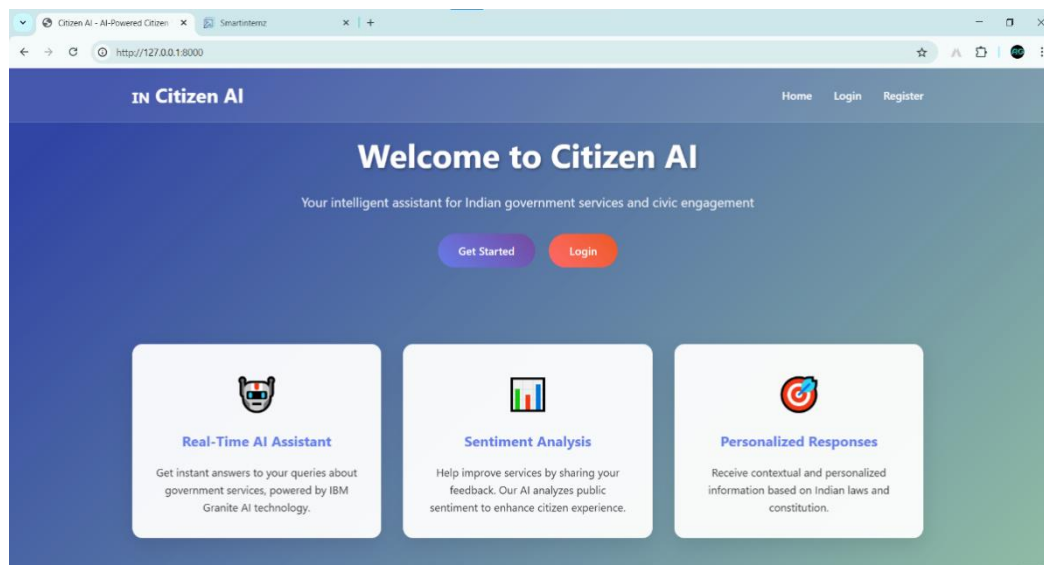 Citizen AI - AI-Powered Citizen
Smartinternz
http://127.0.0.1:8000
RG
IN Citizen AI
Home Login Register
Welcome to Citizen AI
Your intelligent assistant for Indian government services and civic engagement
Get Started Login
Real-Time AI Assistant
Get instant answers to your queries about
government services, powered by IBM
Granite AI technology.
Sentiment Analysis
Help improve services by sharing your
feedback. Our AI analyzes public
sentiment to enhance citizen experience.
Personalized Responses
Receive contextual and personalized
information based on Indian laws and
constitution.